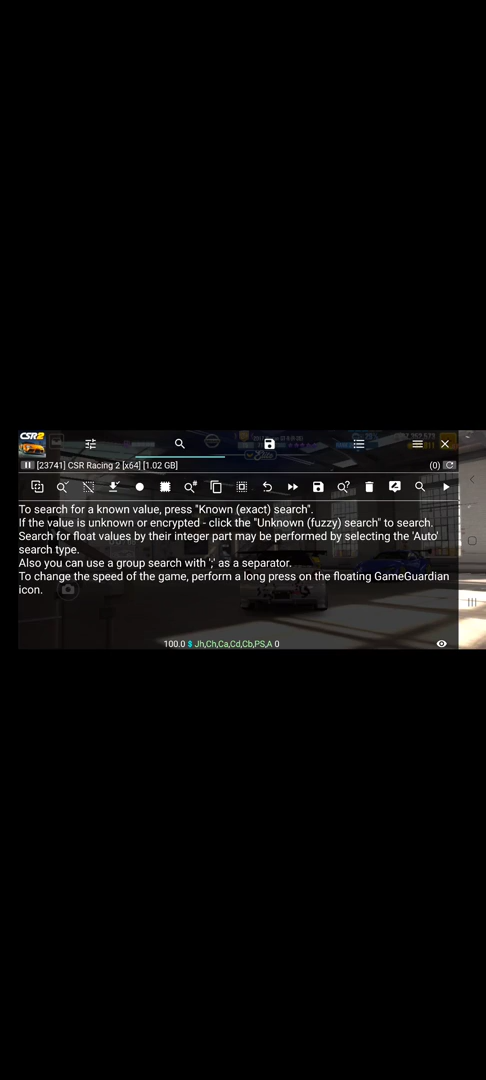 CSR2
Elite
[23741] CSR Racing 2 [x64] [1.02 GB]
(0)
To search for a known value, press "Known (exact) search".
If the value is unknown or encrypted - click the "Unknown (fuzzy) search" to search.
Search for float values by their integer part may be performed by selecting the 'Auto'
search type.
Also you can use a group search with ';' as a separator.
To change the speed of the game, perform a long press on the floating GameGuardian
icon.
100.0 $ Jh,Ch,Ca,Cd,Cb,PS,A 0